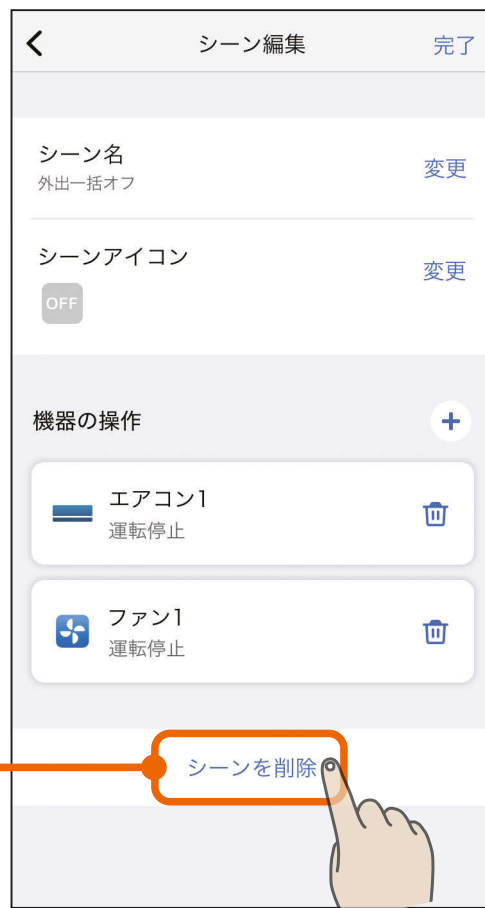 シーン編集
完了
シーン名
変更
外出一括オフ
シーンアイコン
変更
OFF
機器の操作
エアコン1
運転停止
ファン1
運転停止
シーンを削除